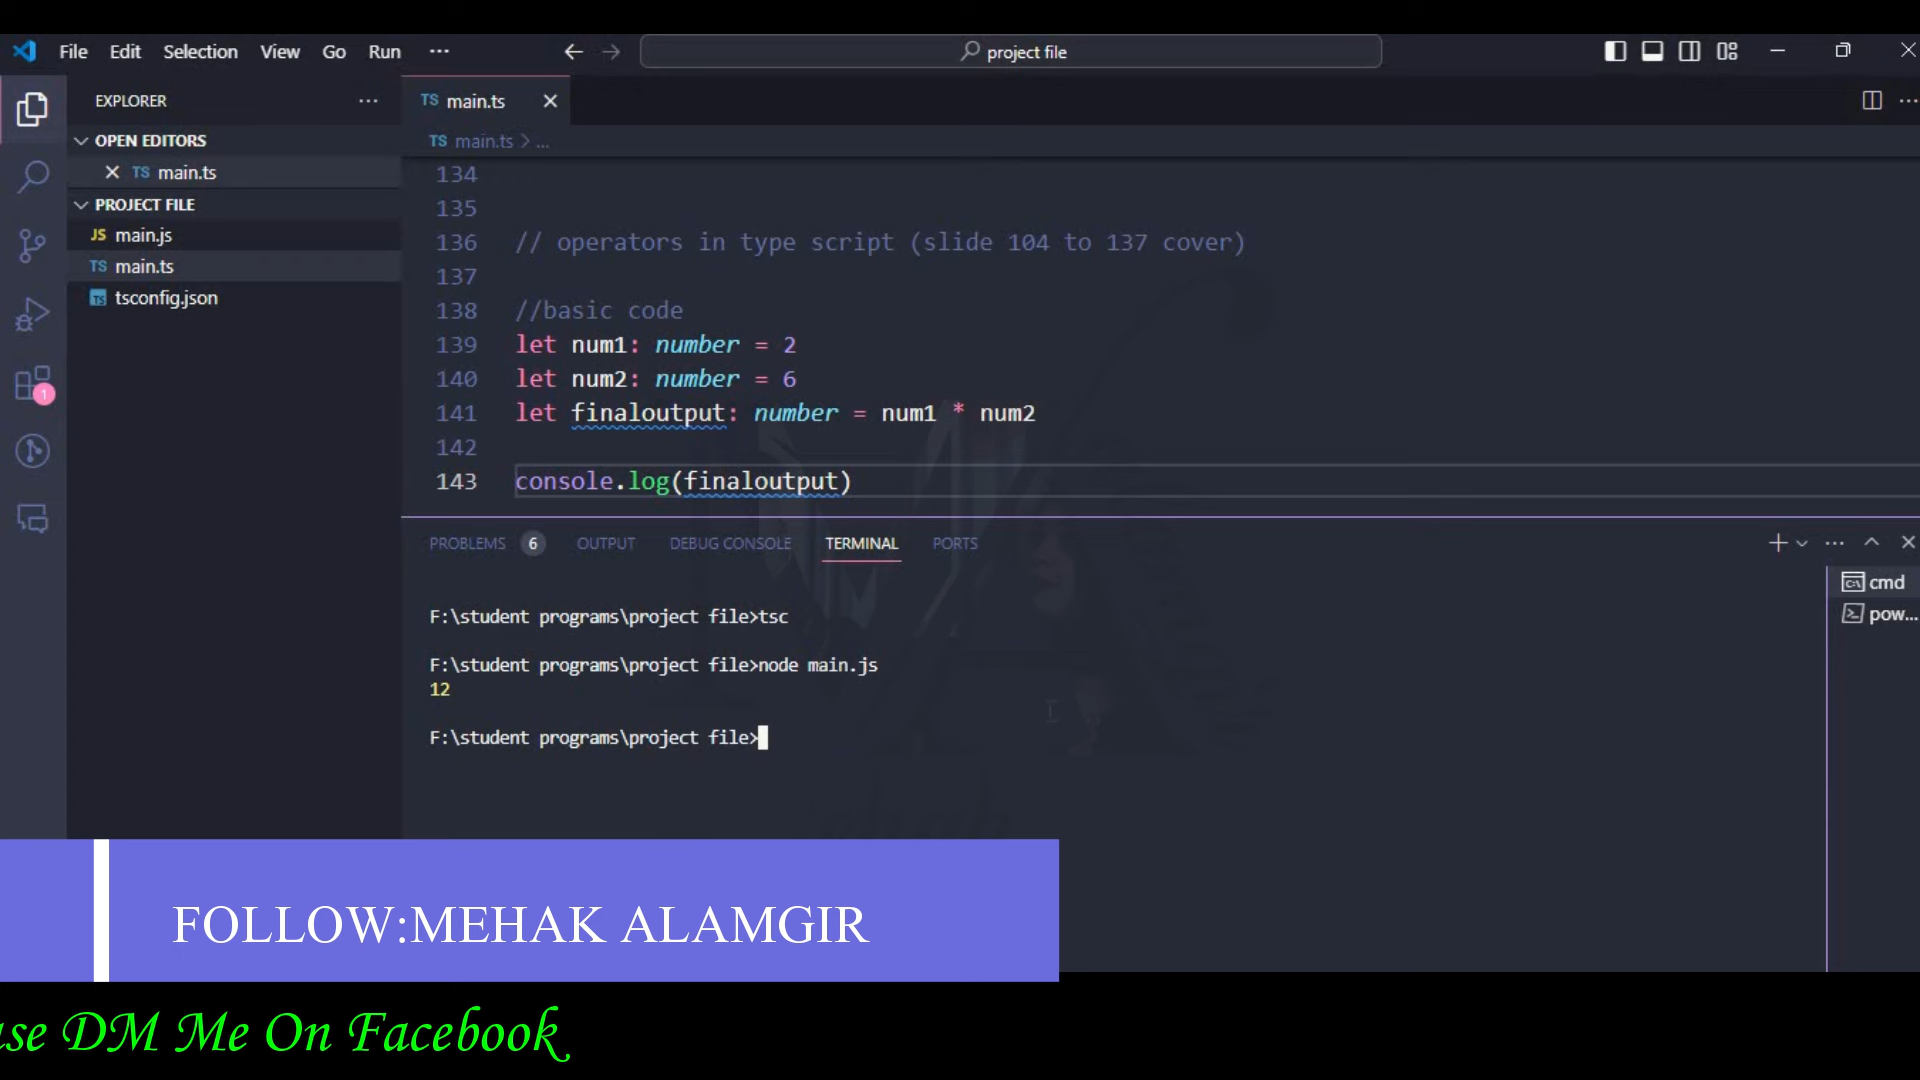 File Edit Selection View Go Run ... project file
EXPLORER ...
TS main.ts
OPEN EDITORS
TS main.ts > ...
TS main.ts
PROJECT FILE
JS main.js
TS main.ts
TS tsconfig.json
1
134
135
136 // operators in type script (slide 104 to 137 cover)
137
138 //basic code
139 let num1: number = 2
140 let num2: number = 6
141 let finaloutput: number = num1 * num2
142
143 console.log(finaloutput)
PROBLEMS 6 OUTPUT DEBUG CONSOLE TERMINAL PORTS
cmd
pow...
F:\student programs\project file>tsc
F:\student programs\project file>node main.js
12
F:\student programs\project file>
FOLLOW:MEHAK ALAMGIR
DM Me On Facebook